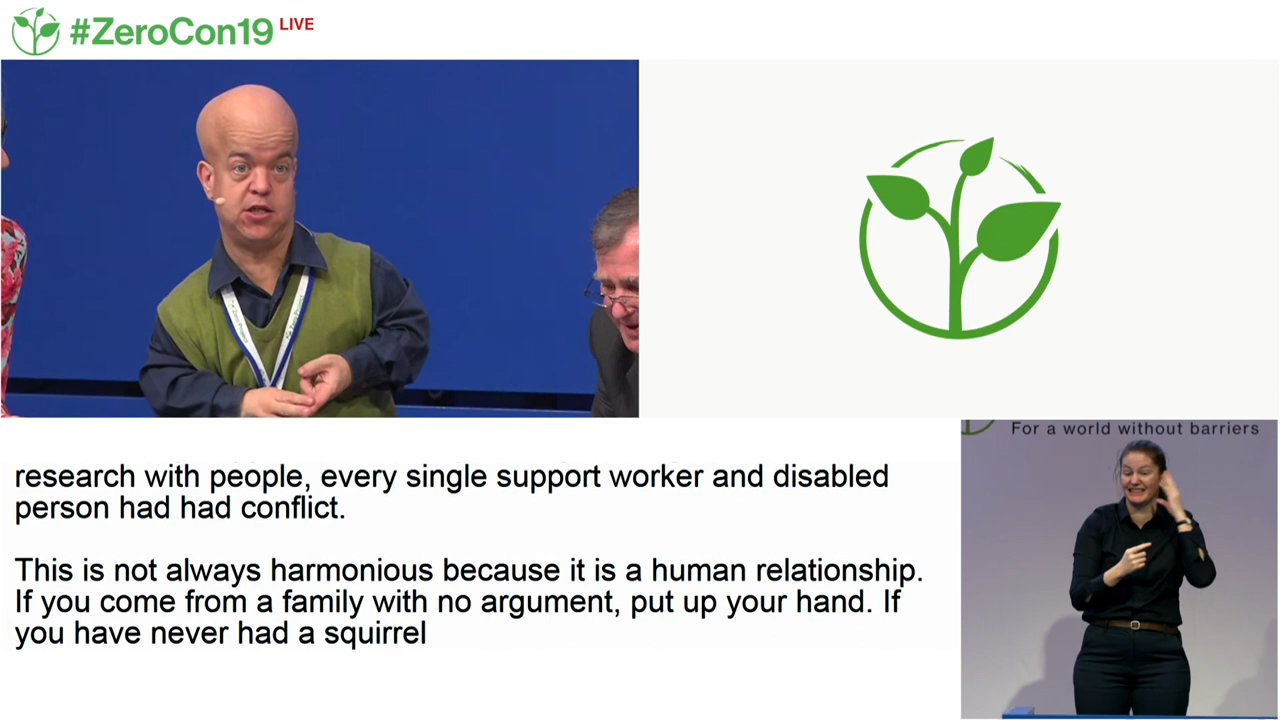 #ZeroCon19 LIVE
For a world without barriers
research with people, every single support worker and disabled
person had had conflict.
This is not always harmonious because it is a human relationship.
If you come from a family with no argument, put up your hand. If
you have never had a squirrel